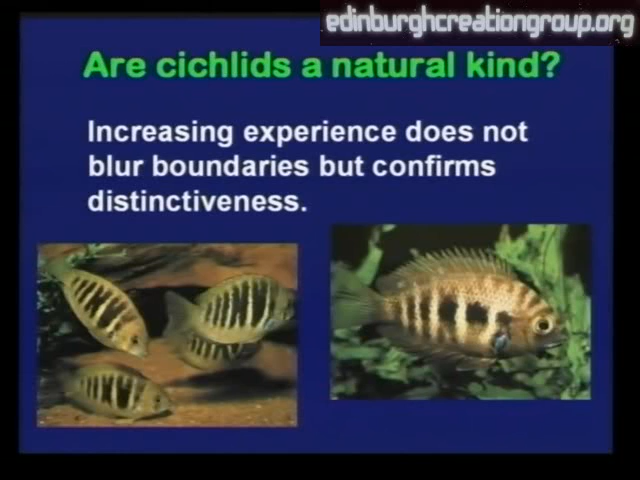 edinburghcreationgroup.org
Are cichlids a natural kind?
Increasing experience does not
blur boundaries but confirms
distinctiveness.